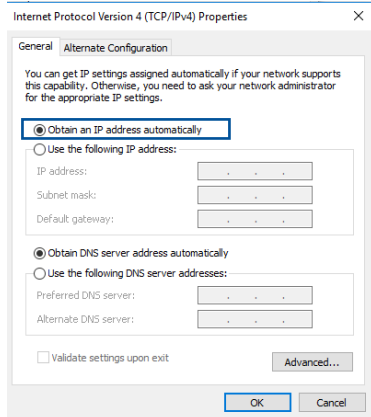 Internet Protocol Version 4 (TCP/IPv4) Properties
General Alternate Configuration
You can get IP settings assigned automatically if your network supports
this capability. Otherwise, you need to ask your network administrator
for the appropriate IP settings.
Obtain an IP address automatically
Use the following IP address:
IP address:
Subnet mask:
Default gateway:
Obtain DNS server address automatically
Use the following DNS server addresses:
Preferred DNS server:
Alternate DNS server:
Validate settings upon exit
Advanced...
OK Cancel